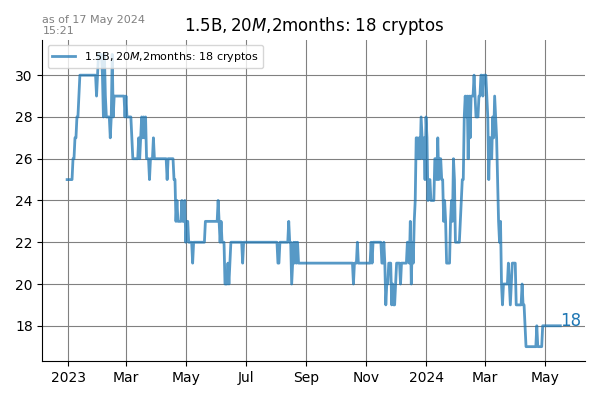 as of 17 May 2024
15:21
1.5B, 20M,2months: 18 cryptos
1.5B, 20M,2months: 18 cryptos
30
28
26
24
22
20
18
18
2023
Mar
May
Jul
Sep
Nov
2024
Mar
May